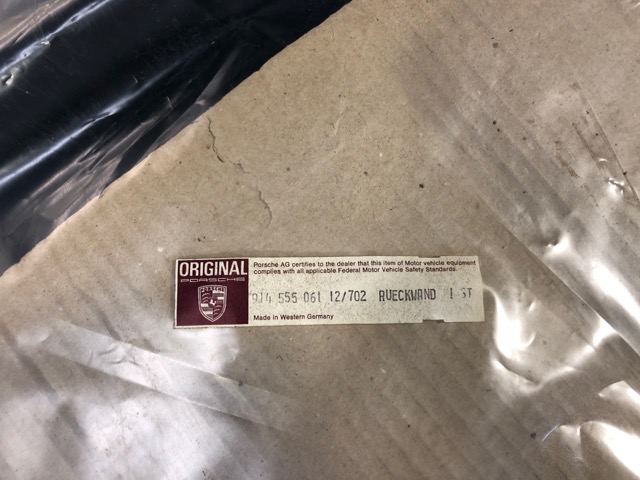 ORIGINAL
PORSCHE
PORSCHE
Porsche AG certifies to the dealer that this item of Motor vehicle equipment
complies with all applicable Federal Motor Vehicle Safety Standards.
914 555 061 12/702 RUECKWAND 1 ST
Made in Western Germany